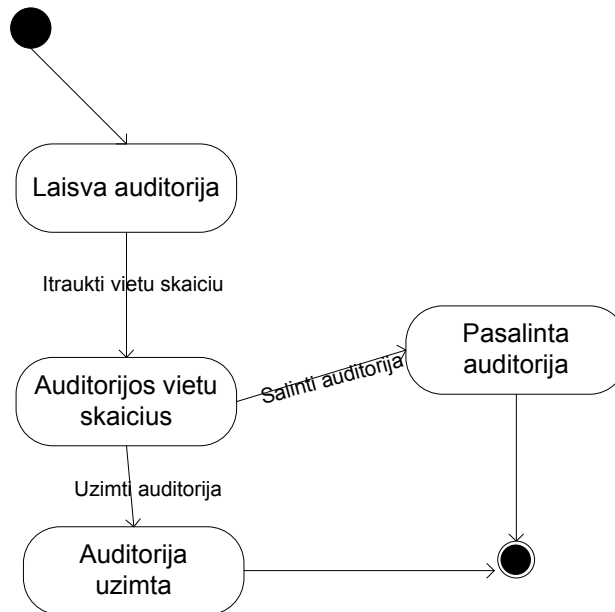 Laisva auditorija
Itraukti vietu skaiciu
Pasalinta
auditorija
Salinti auditorija
Auditorijos vietu
skaicius
Uzimti auditorija
Auditorija
uzimta